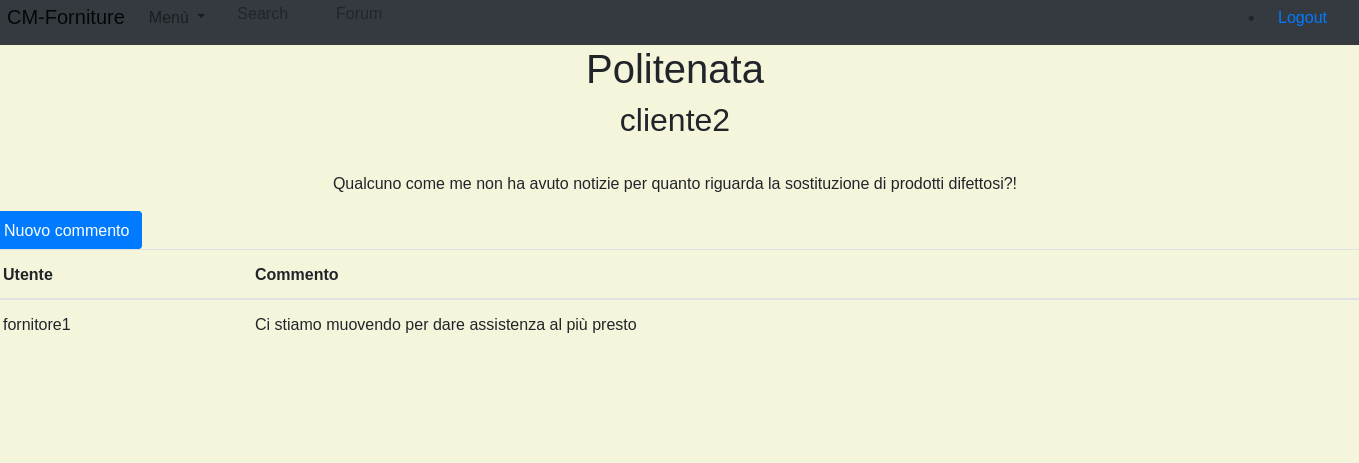 CM-Forniture Menù Search Forum Logout
Politenata
cliente2
Qualcuno come me non ha avuto notizie per quanto riguarda la sostituzione di prodotti difettosi?!
Nuovo commento
Utente Commento
fornitore1 Ci stiamo muovendo per dare assistenza al più presto